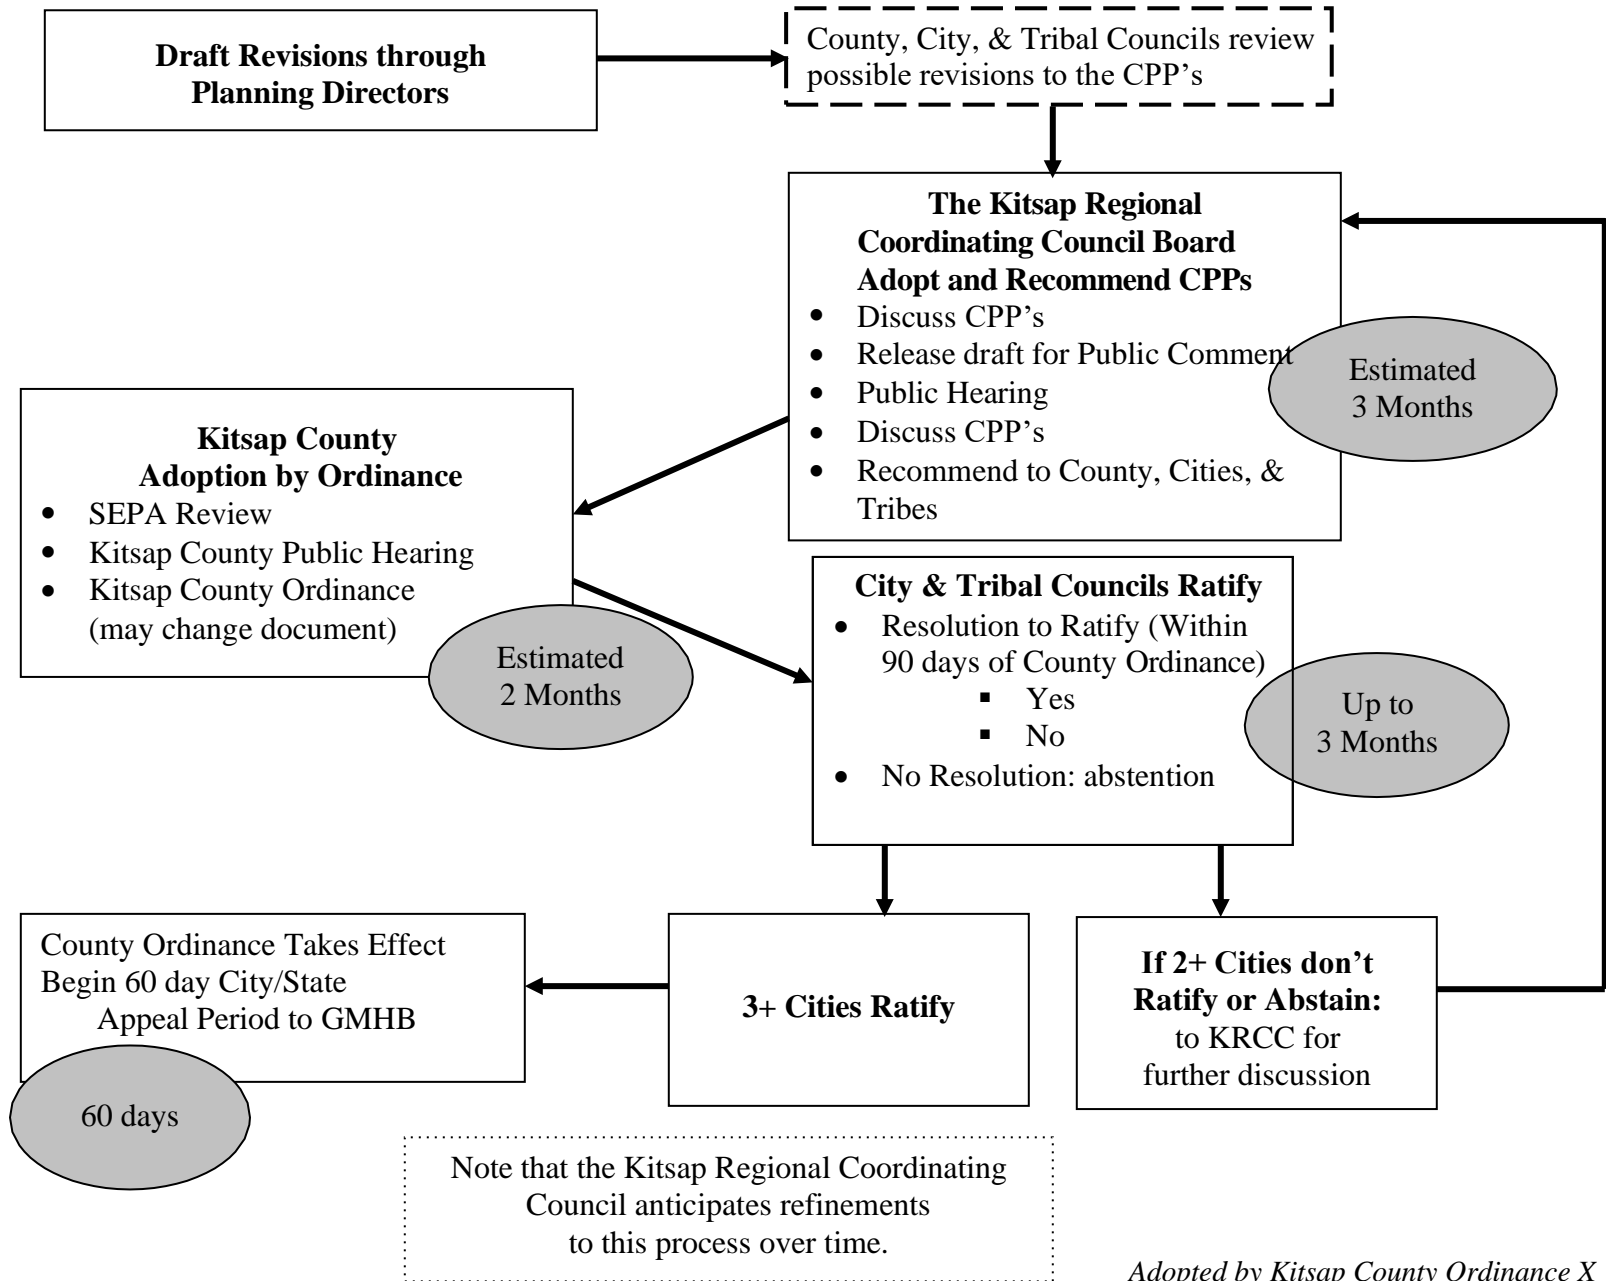 Draft Revisions through
Planning Directors
County, City, & Tribal Councils review
possible revisions to the CPP’s
The Kitsap Regional
Coordinating Council Board
Adopt and Recommend CPPs
• Discuss CPP’s
• Release draft for Public Comment
• Public Hearing
• Discuss CPP’s
• Recommend to County, Cities, &
Tribes
Estimated
3 Months
Kitsap County
Adoption by Ordinance
• SEPA Review
• Kitsap County Public Hearing
• Kitsap County Ordinance
(may change document)
Estimated
2 Months
City & Tribal Councils Ratify
• Resolution to Ratify (Within
90 days of County Ordinance)
▪ Yes
▪ No
• No Resolution: abstention
Up to
3 Months
County Ordinance Takes Effect
Begin 60 day City/State
Appeal Period to GMHB
60 days
3+ Cities Ratify
If 2+ Cities don’t
Ratify or Abstain:
to KRCC for
further discussion
Note that the Kitsap Regional Coordinating
Council anticipates refinements
to this process over time.
Adopted by Kitsap County Ordinance X